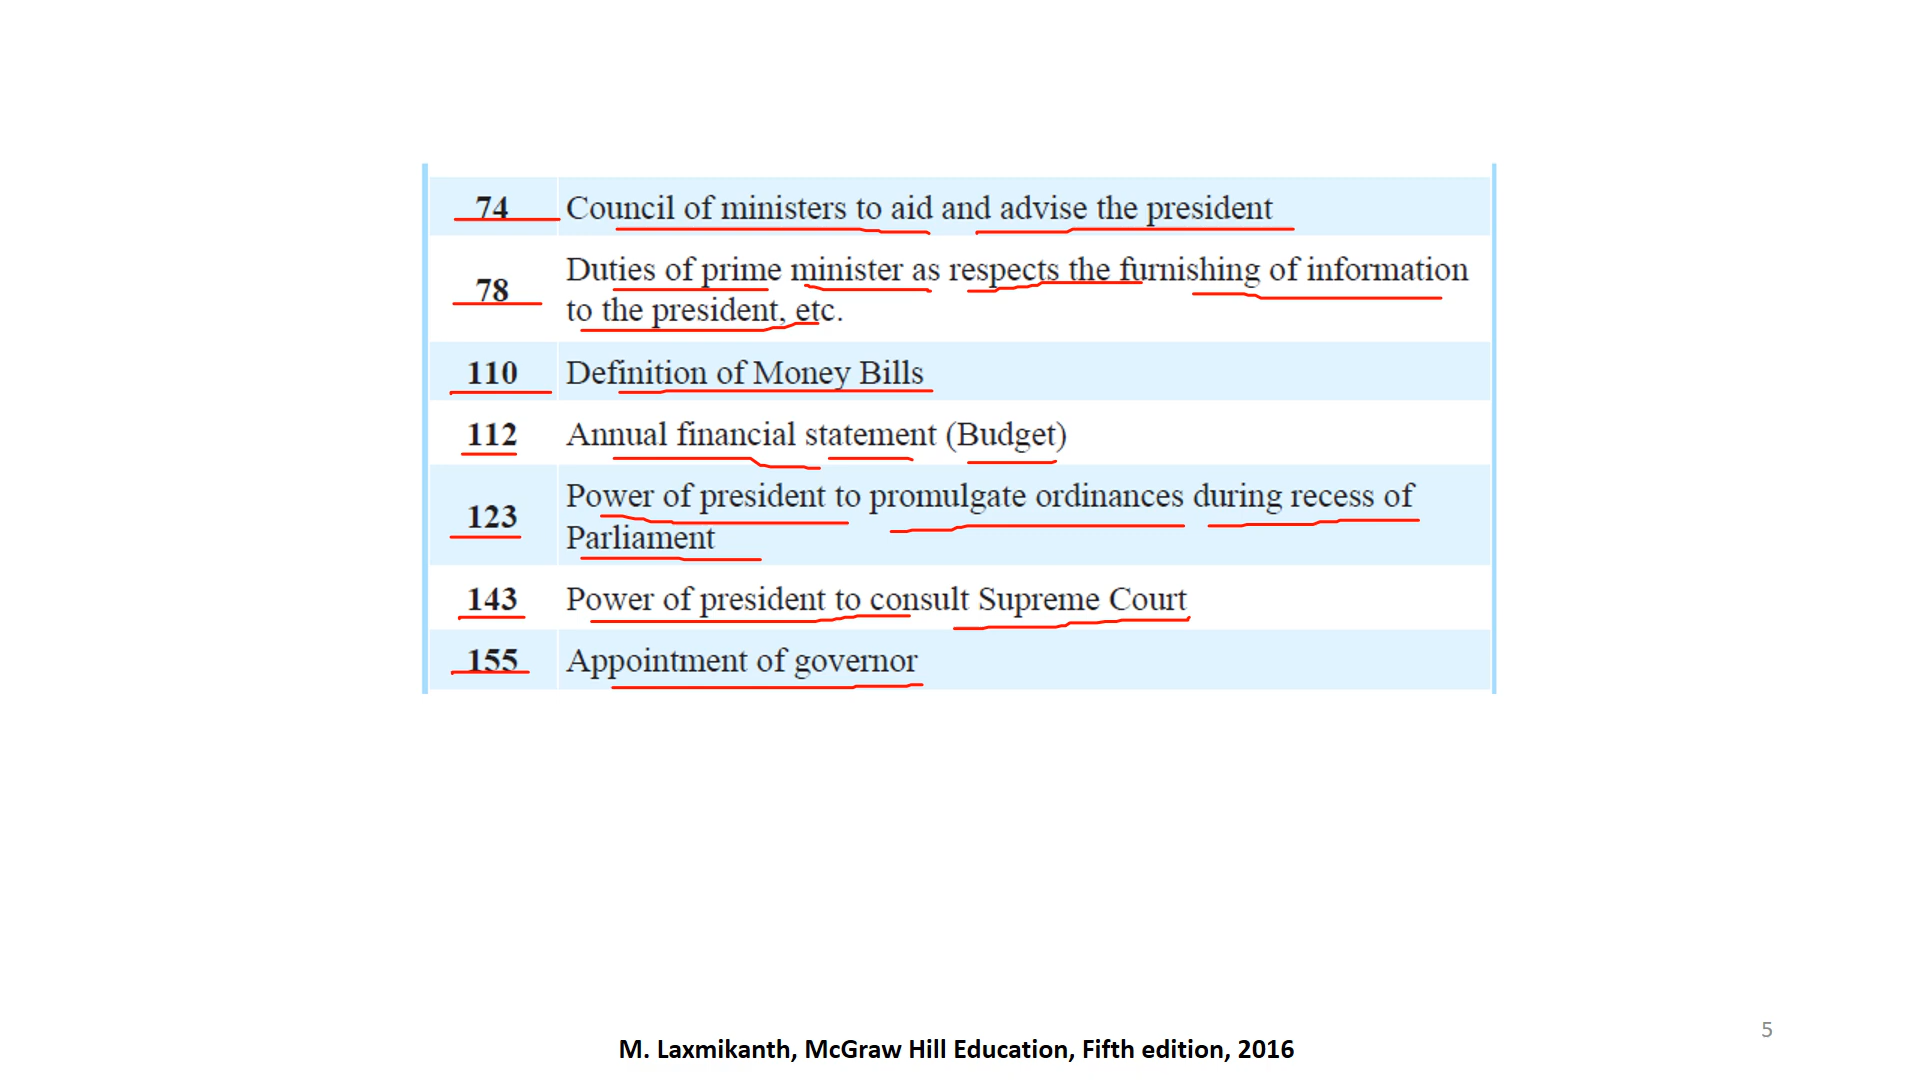 74 Council of ministers to aid and advise the president
78 Duties of prime minister as respects the furnishing of information
to the president, etc.
110 Definition of Money Bills
112 Annual financial statement (Budget)
123 Power of president to promulgate ordinances during recess of
Parliament
143 Power of president to consult Supreme Court
155 Appointment of governor
5
M. Laxmikanth, McGraw Hill Education, Fifth edition, 2016